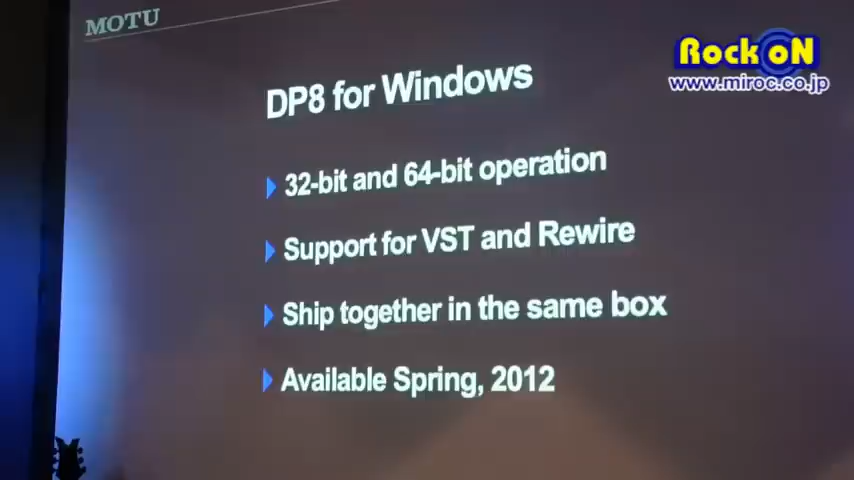 MOTU
Rock oN
www.miroc.co.jp
DP8 for Windows
32-bit and 64-bit operation
Support for VST and Rewire
Ship together in the same box
Available Spring, 2012